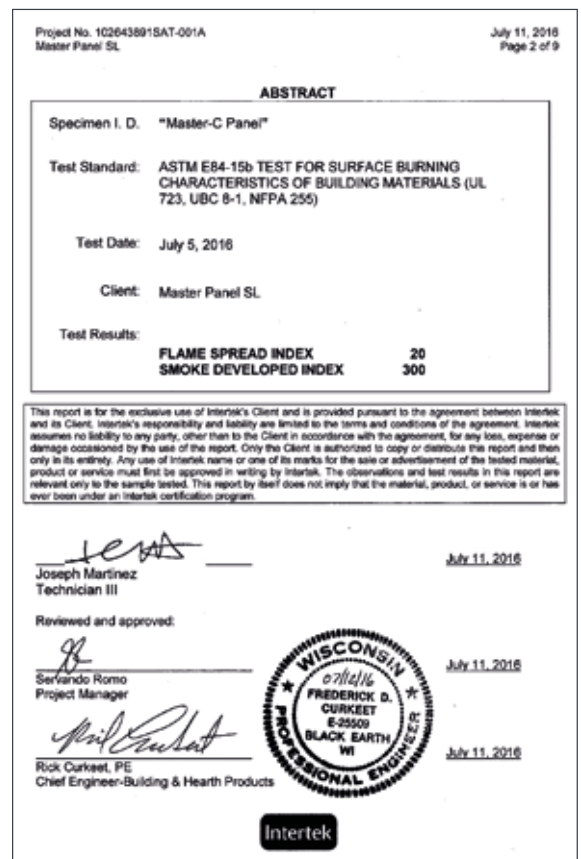 Project No. 102643891SAT-001A
July 11, 2016
Master Panel SL
Page 2 of 9
ABSTRACT
Specimen I. D. "Master-C Panel"
Test Standard: ASTM E84-15b TEST FOR SURFACE BURNING
CHARACTERISTICS OF BUILDING MATERIALS (UL
723, UBC 8-1, NFPA 255)
Test Date: July 5, 2016
Client: Master Panel SL
Test Results:
FLAME SPREAD INDEX 20
SMOKE DEVELOPED INDEX 300
This report is for the exclusive use of Intertek's Client and is provided pursuant to the agreement between Intertek
and its Client. Intertek's responsibility and liability are limited to the terms and conditions of the agreement. Intertek
assumes no liability to any party, other than to the Client in accordance with the agreement, for any loss, expense or
damage occasioned by the use of this report. Only the Client is authorized to copy or distribute this report and then
only in its entirety. Any use of Intertek name or one of its marks for the sale or advertisement of the tested material,
product or service must first be approved in writing by Intertek. The observations and test results in this report are
relevant only to the sample tested. This report by itself does not imply that the material, product, or service is or has
ever been under an Intertek certification program.
July 11, 2016
Joseph Martinez
Technician III
Reviewed and approved:
July 11, 2016
Servando Romo
Project Manager
WISCONSIN
FREDERICK D.
CURKEET
E-25509
BLACK EARTH
WI
PROFESSIONAL ENGINEER
July 11, 2016
Rick Curkeet, PE
Chief Engineer-Building & Hearth Products
Intertek